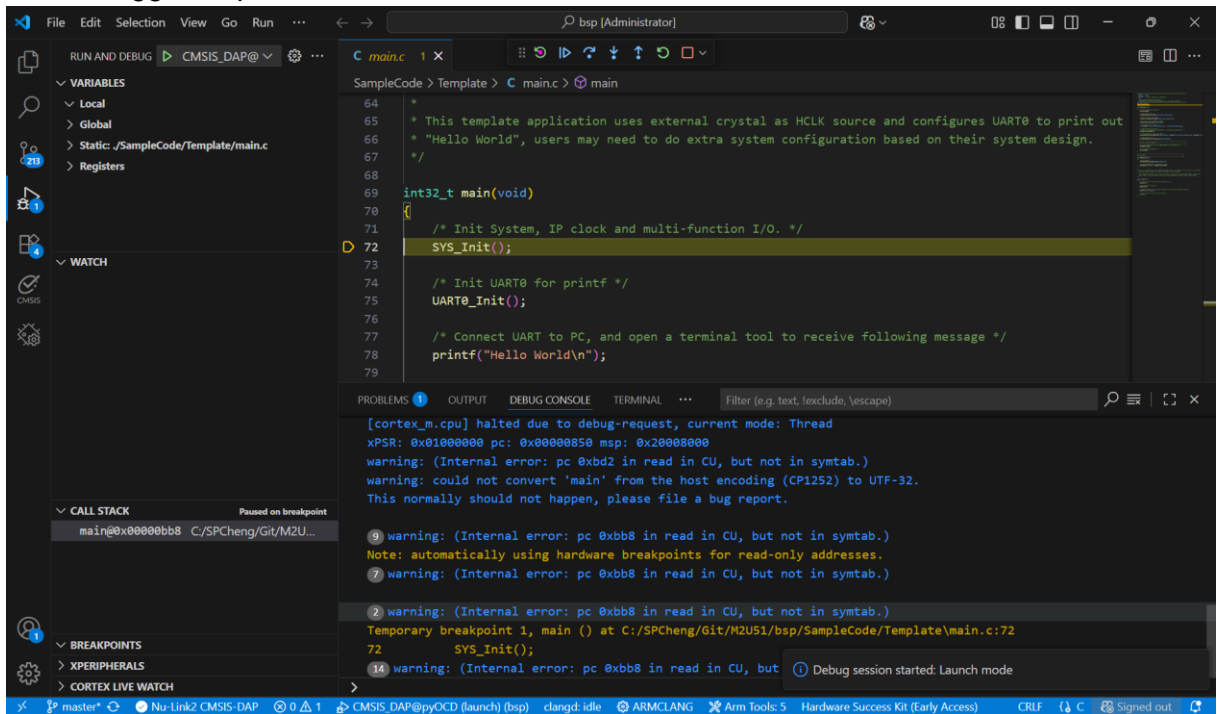 File Edit Selection View Go Run ··· bsp [Administrator]
RUN AND DEBUG CMSIS_DAP@ ···
VARIABLES
Local
Global
Static: ./SampleCode/Template/main.c
Registers
213
1
4
CMSIS
WATCH
CALL STACK Paused on breakpoint
main@0x00000bb8 C:/SPCheng/Git/M2U...
1
BREAKPOINTS
XPERIPHERALS
CORTEX LIVE WATCH
C main.c 1
SampleCode > Template > C main.c > main
64 *
65 * This template application uses external crystal as HCLK source and configures UART0 to print out
66 * "Hello World", users may need to do extra system configuration based on their system design.
67 */
68
69 int32_t main(void)
70 {
71 /* Init System, IP clock and multi-function I/O. */
72 SYS_Init();
73
74 /* Init UART0 for printf */
75 UART0_Init();
76
77 /* Connect UART to PC, and open a terminal tool to receive following message */
78 printf("Hello World\n");
79
PROBLEMS 1 OUTPUT DEBUG CONSOLE TERMINAL ··· Filter (e.g. text, !exclude, \escape)
[cortex_m.cpu] halted due to debug-request, current mode: Thread
xPSR: 0x01000000 pc: 0x00000850 msp: 0x20008000
warning: (Internal error: pc 0xbd2 in read in CU, but not in symtab.)
warning: could not convert 'main' from the host encoding (CP1252) to UTF-32.
This normally should not happen, please file a bug report.
9 warning: (Internal error: pc 0xbb8 in read in CU, but not in symtab.)
Note: automatically using hardware breakpoints for read-only addresses.
7 warning: (Internal error: pc 0xbb8 in read in CU, but not in symtab.)
2 warning: (Internal error: pc 0xbb8 in read in CU, but not in symtab.)
Temporary breakpoint 1, main () at C:/SPCheng/Git/M2U51/bsp/SampleCode/Template\main.c:72
72 SYS_Init();
14 warning: (Internal error: pc 0xbb8 in read in CU, but
Debug session started: Launch mode
>
master* Nu-Link2 CMSIS-DAP 0 1 CMSIS_DAP@pyOCD (launch) (bsp) clangd: idle ARMCLANG Arm Tools: 5 Hardware Success Kit (Early Access) CRLF {} C Signed out